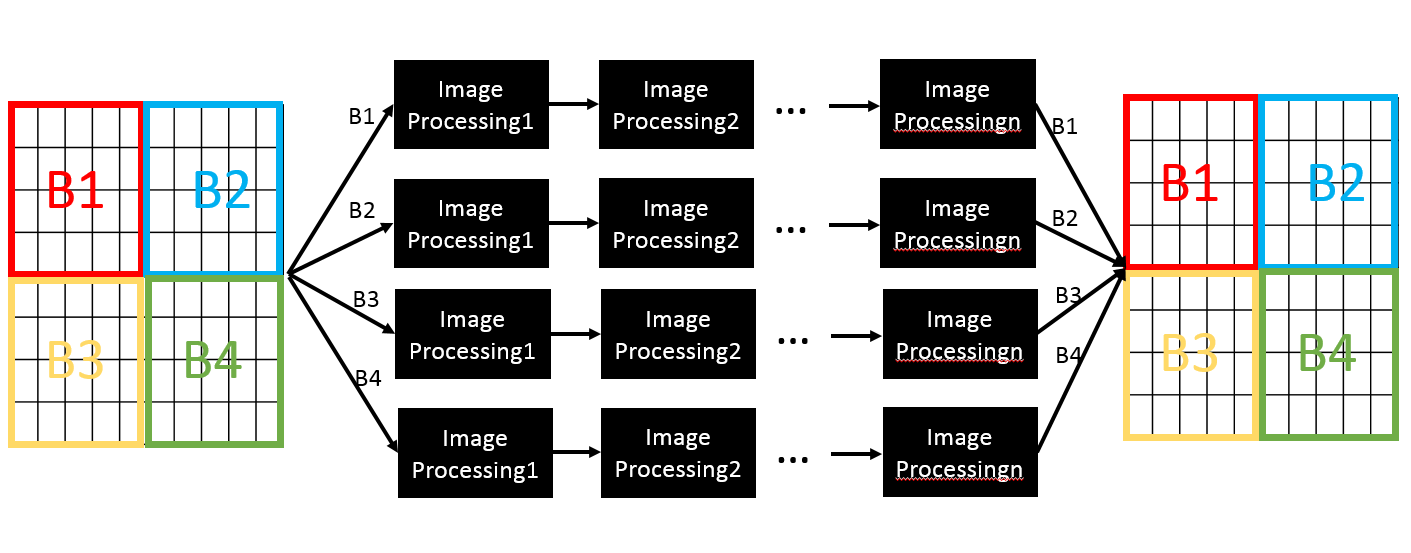 B1
B2
B3
B4
B1
Image
Processing1
Image
Processing2
...
Image
Processingn
B1
B2
Image
Processing1
Image
Processing2
...
Image
Processingn
B2
B3
Image
Processing1
Image
Processing2
...
Image
Processingn
B3
B4
Image
Processing1
Image
Processing2
...
Image
Processingn
B4
B1
B2
B3
B4